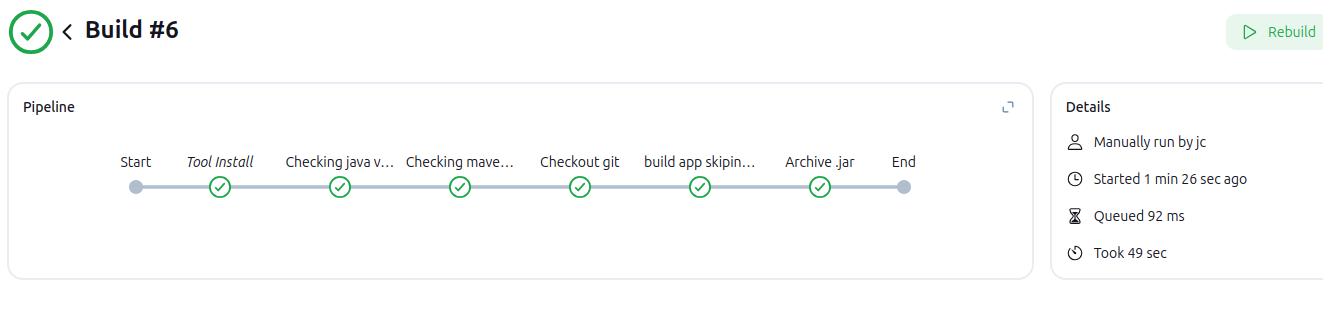 Build #6
Rebuild
Pipeline
Start
Tool Install
Checking java v...
Checking mave...
Checkout git
build app skipin...
Archive .jar
End
Details
Manually run by jc
Started 1 min 26 sec ago
Queued 92 ms
Took 49 sec